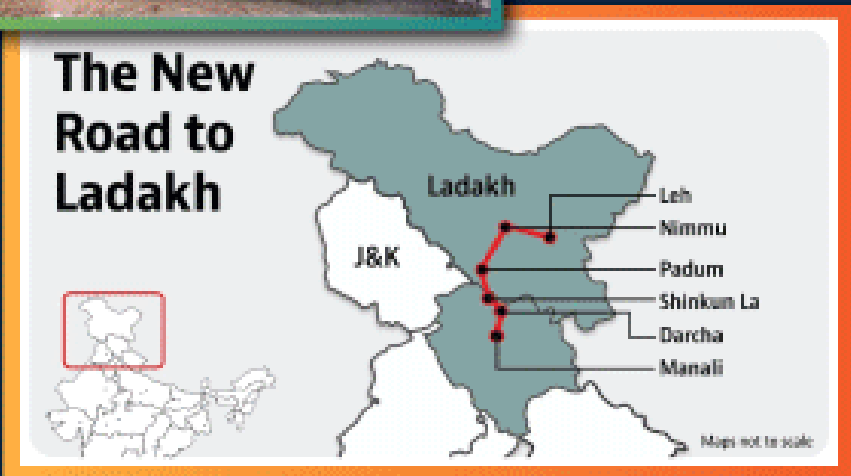 The New
Road to
Ladakh
Ladakh
J&K
Leh
Nimmu
Padum
Shinkun La
Darcha
Manali
Maps not to scale